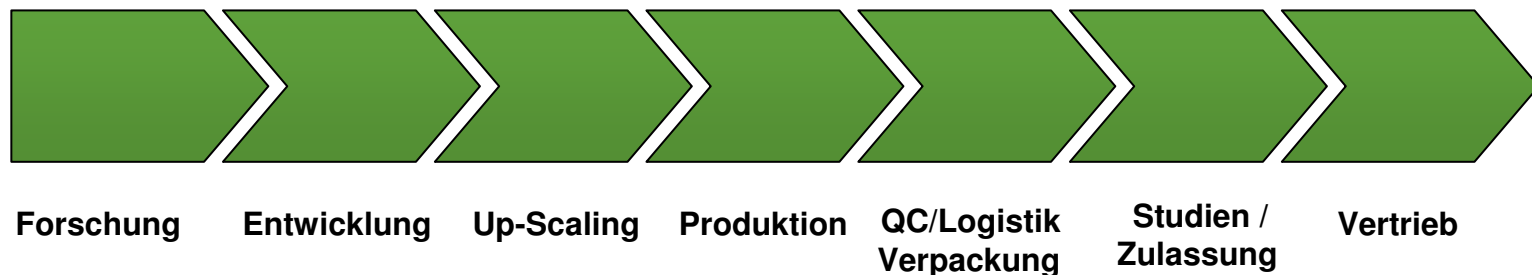 Forschung
Entwicklung
Up-Scaling
Produktion
QC/Logistik
Verpackung
Studien /
Zulassung
Vertrieb